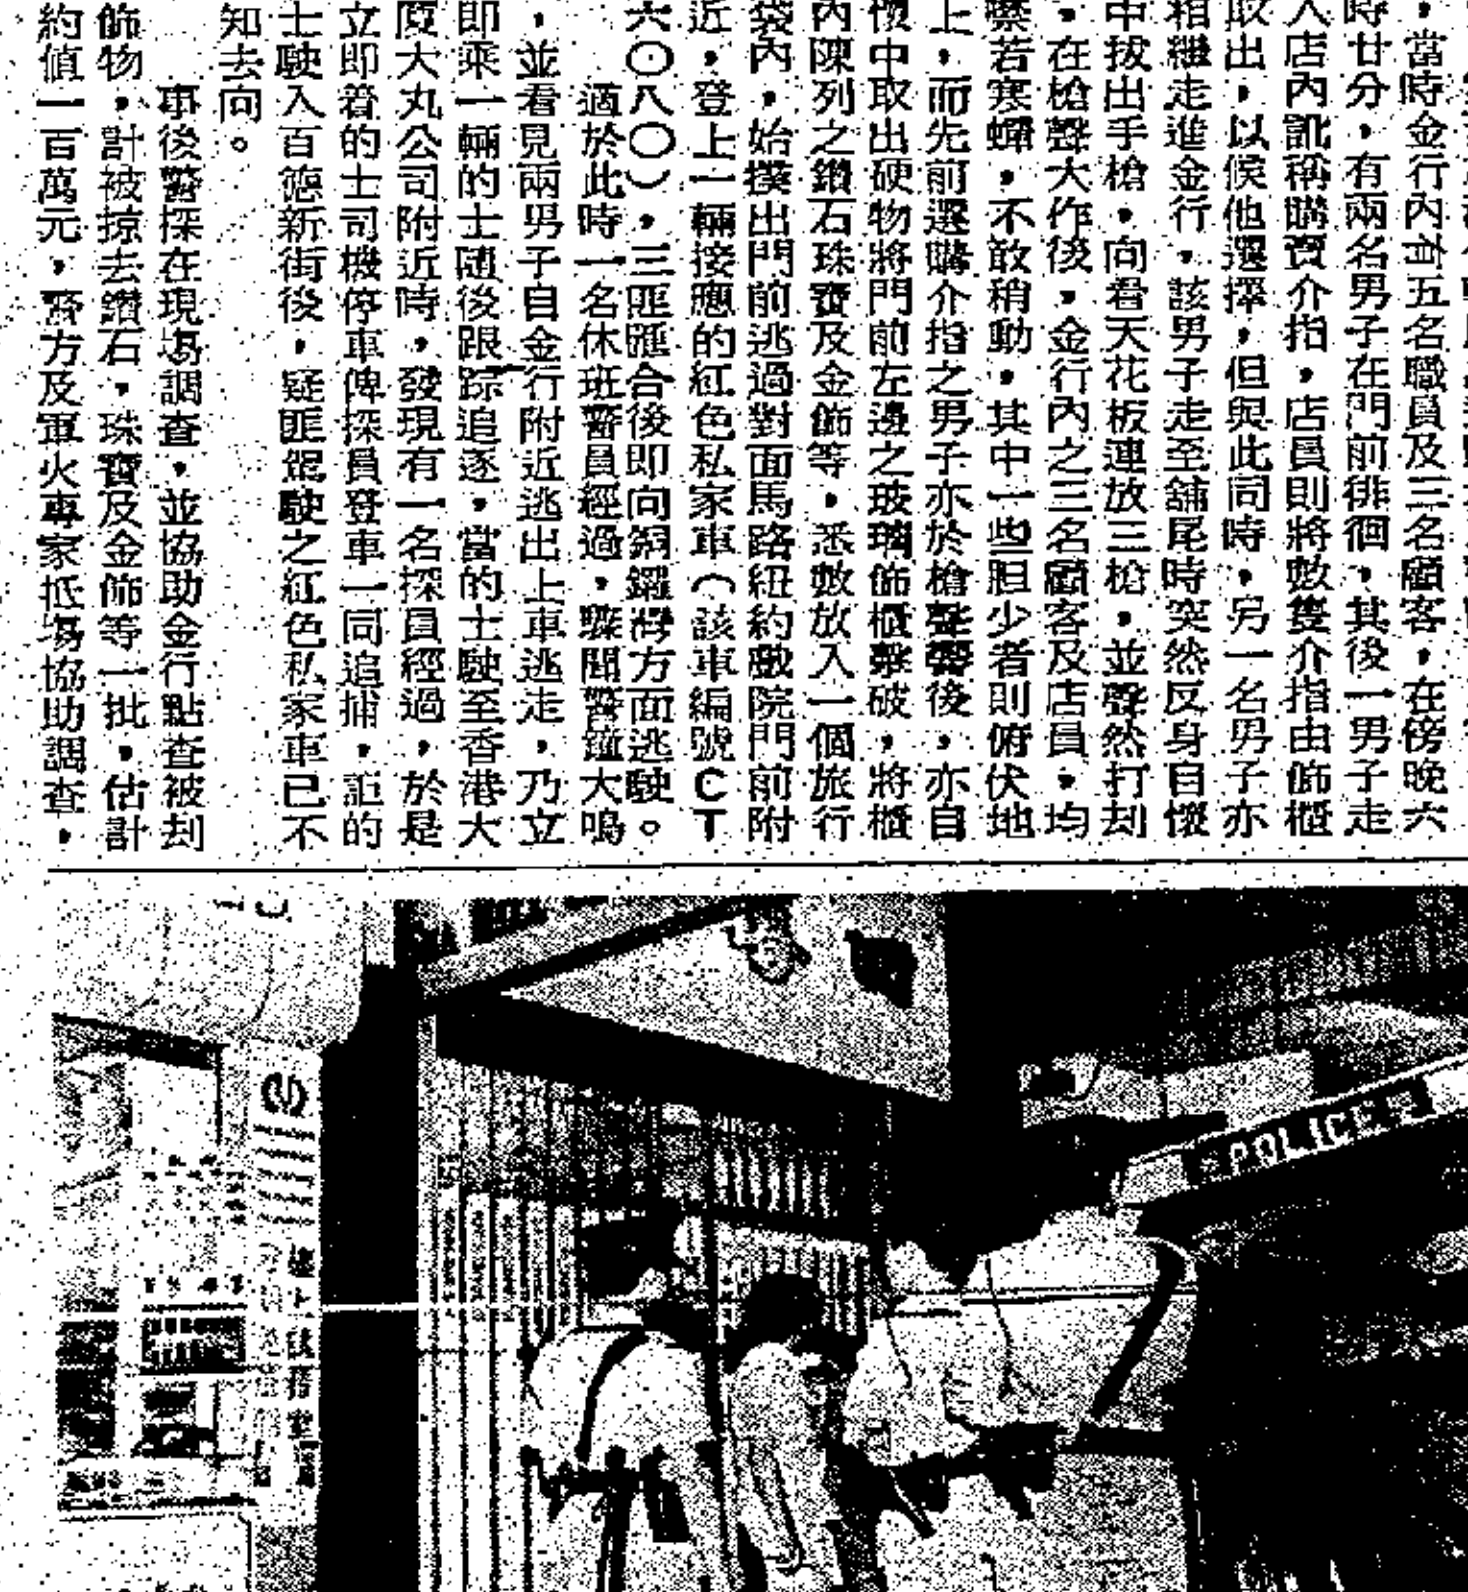 ，當時金行內並五名職員及三名顧客，在傍晚六
時廿分，有兩名男子在門前徘徊，其後一男子走
入店內訛稱購買介指，店員則將數隻介指由飾櫃
取出，以候他選擇，但與此同時，另一名男子亦
相繼走進金行，該男子走至舖尾時突然反身自懷
中拔出手槍，向着天花板連放三槍，並聲然打刦
，在槍聲大作後，金行內之三名顧客及店員，均
噤若寒蟬，不敢稍動，其中一些胆少者則俯伏地
上，而先前選購介指之男子亦於槍聲響後，亦自
懷中取出硬物將門前左邊之玻璃飾櫃擊破，將櫃
內陳列之鑽石珠寶及金飾等，悉數放入一個旅行
袋內，始撲出門前逃過對面馬路紐約戲院門前附
近，登上一輛接應的紅色私家車（該車編號ＣＴ
六〇八〇），三匪匯合後即向銅鑼灣方面逃駛。
適於此時一名休班警員經過，驟聞警鐘大鳴
，並看見兩男子自金行附近逃出上車逃走，乃立
即乘一輛的士隨後跟踪追逐，當的士駛至香港大
廈大丸公司附近時，發現有一名探員經過，於是
立即着的士司機停車俾探員登車一同追捕，詎的
士駛入百德新街後，疑匪駕駛之紅色私家車已不
知去向。
事後警探在現場調查，並協助金行點查被刦
飾物，計被掠去鑽石，珠寶及金飾等一批，估計
約值一百萬元，警方及軍火專家抵場協助調查，
POLICE